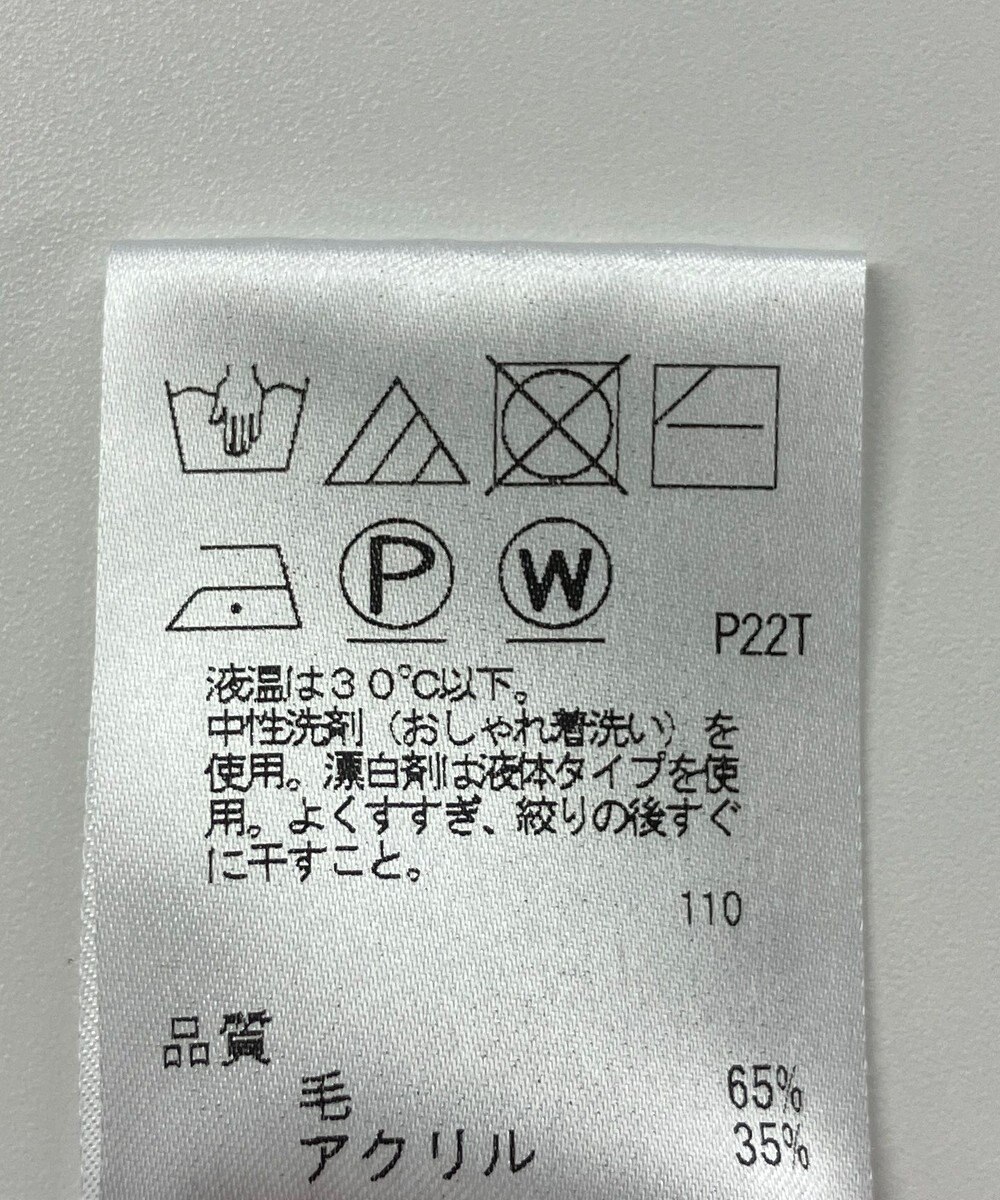 P W
P22T
液温は30℃以下。
中性洗剤（おしゃれ着洗い）を
使用。漂白剤は液体タイプを使
用。よくすすぎ、絞りの後すぐ
に干すこと。
110
品質
毛 65%
アクリル 35%